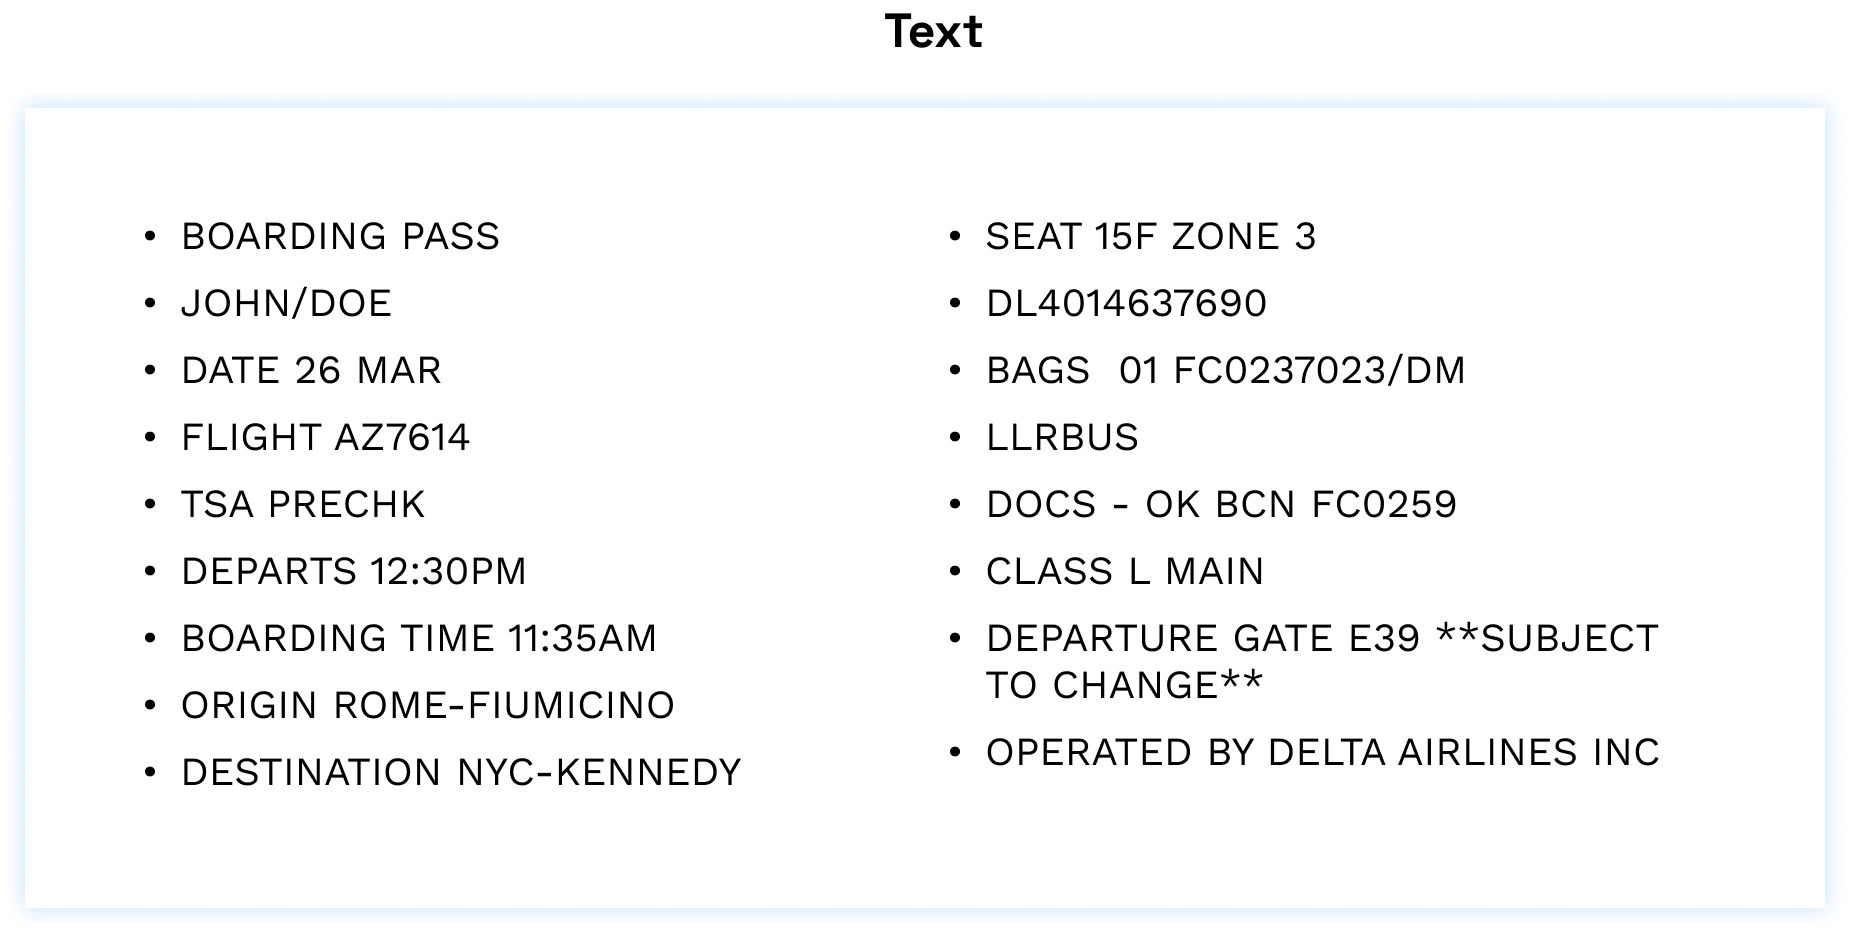 Text
• BOARDING PASS
• JOHN/DOE
• DATE 26 MAR
• FLIGHT AZ7614
• TSA PRECHK
• DEPARTS 12:30PM
• BOARDING TIME 11:35AM
• ORIGIN ROME-FIUMICINO
• DESTINATION NYC-KENNEDY
• SEAT 15F ZONE 3
• DL4014637690
• BAGS  01 FC0237023/DM
• LLRBUS
• DOCS - OK BCN FC0259
• CLASS L MAIN
• DEPARTURE GATE E39 **SUBJECT
TO CHANGE**
• OPERATED BY DELTA AIRLINES INC